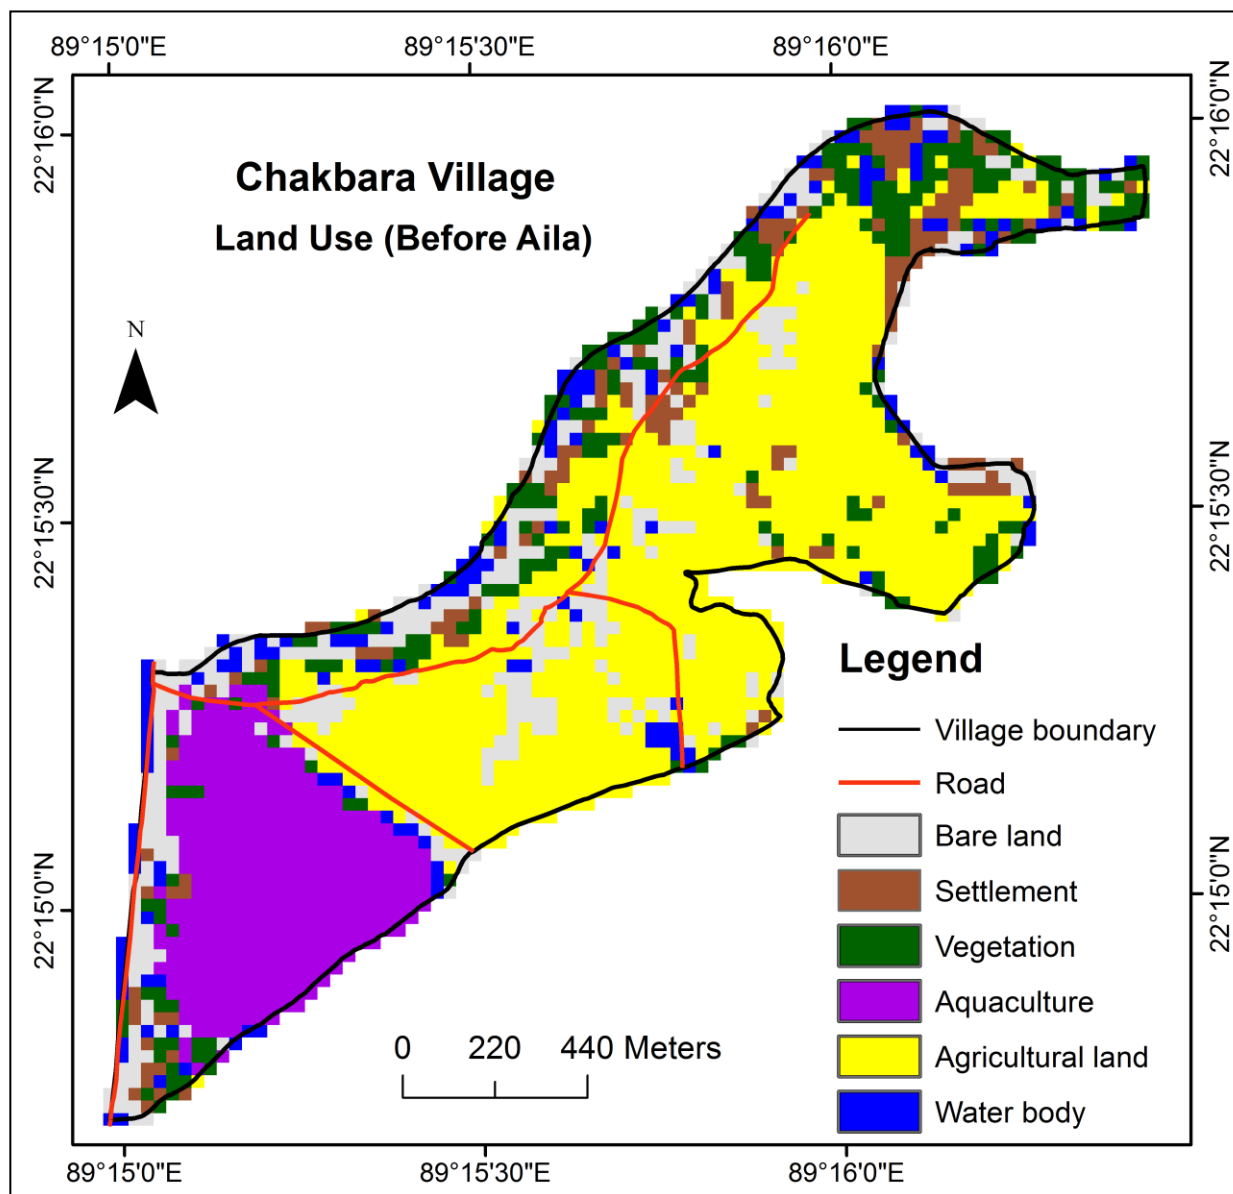 89°15'0"E 89°15'30"E 89°16'0"E
22°16'0"N 22°16'0"N
Chakbara Village
Land Use (Before Aila)
N
22°15'30"N 22°15'30"N
Legend
Village boundary
Road
Bare land
Settlement
22°15'0"N 22°15'0"N
Vegetation
Aquaculture
0 220 440 Meters
Agricultural land
Water body
89°15'0"E 89°15'30"E 89°16'0"E